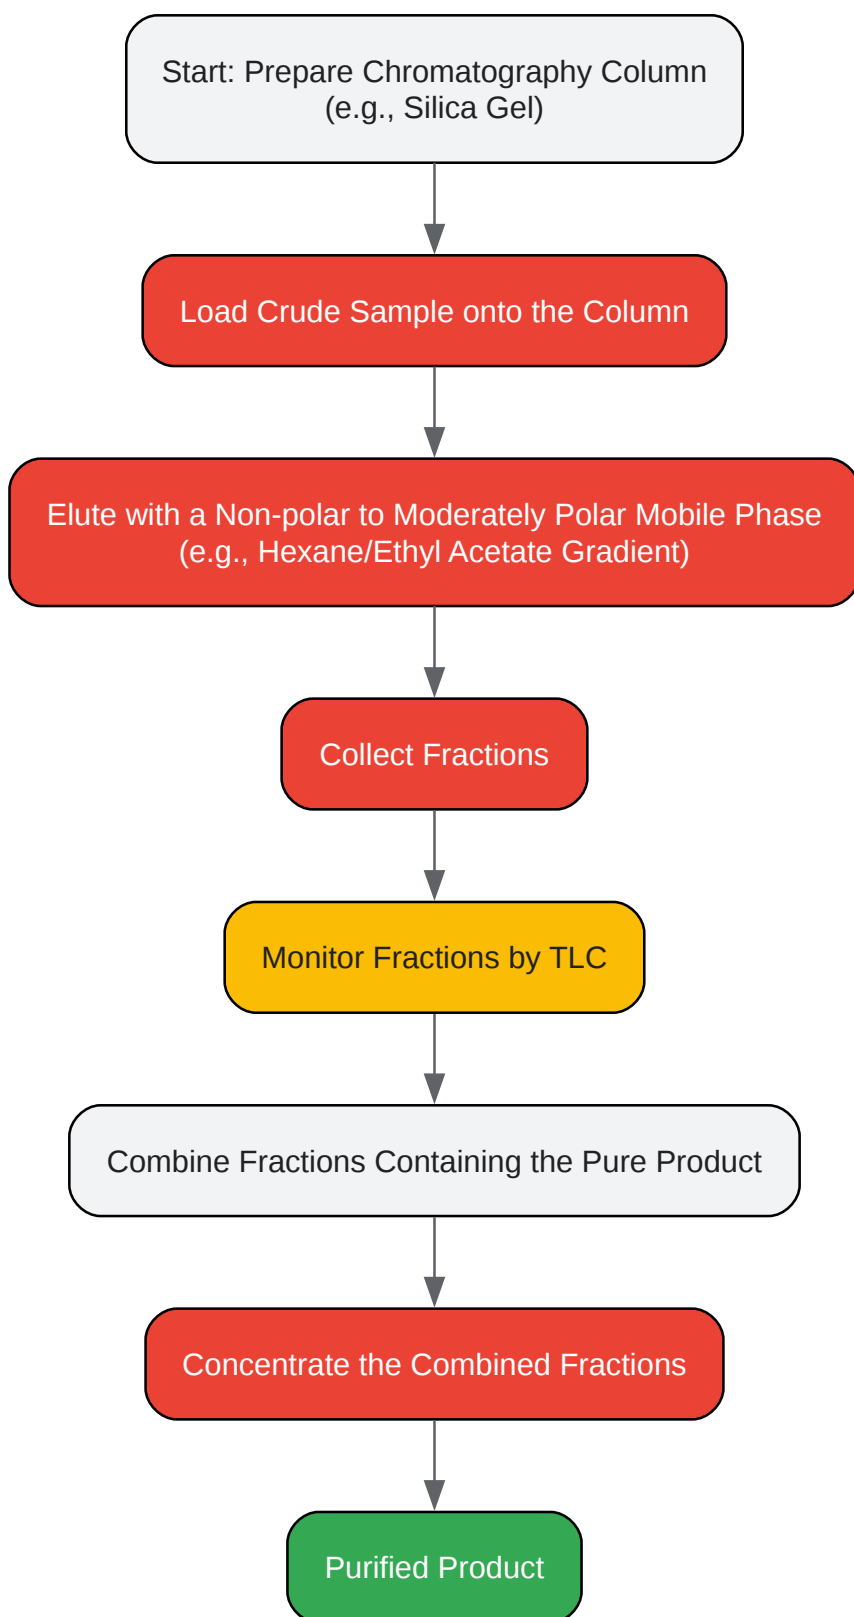 Start: Prepare Chromatography Column
(e.g., Silica Gel)
Load Crude Sample onto the Column
Elute with a Non-polar to Moderately Polar Mobile Phase
(e.g., Hexane/Ethyl Acetate Gradient)
Collect Fractions
Monitor Fractions by TLC
Combine Fractions Containing the Pure Product
Concentrate the Combined Fractions
Purified Product